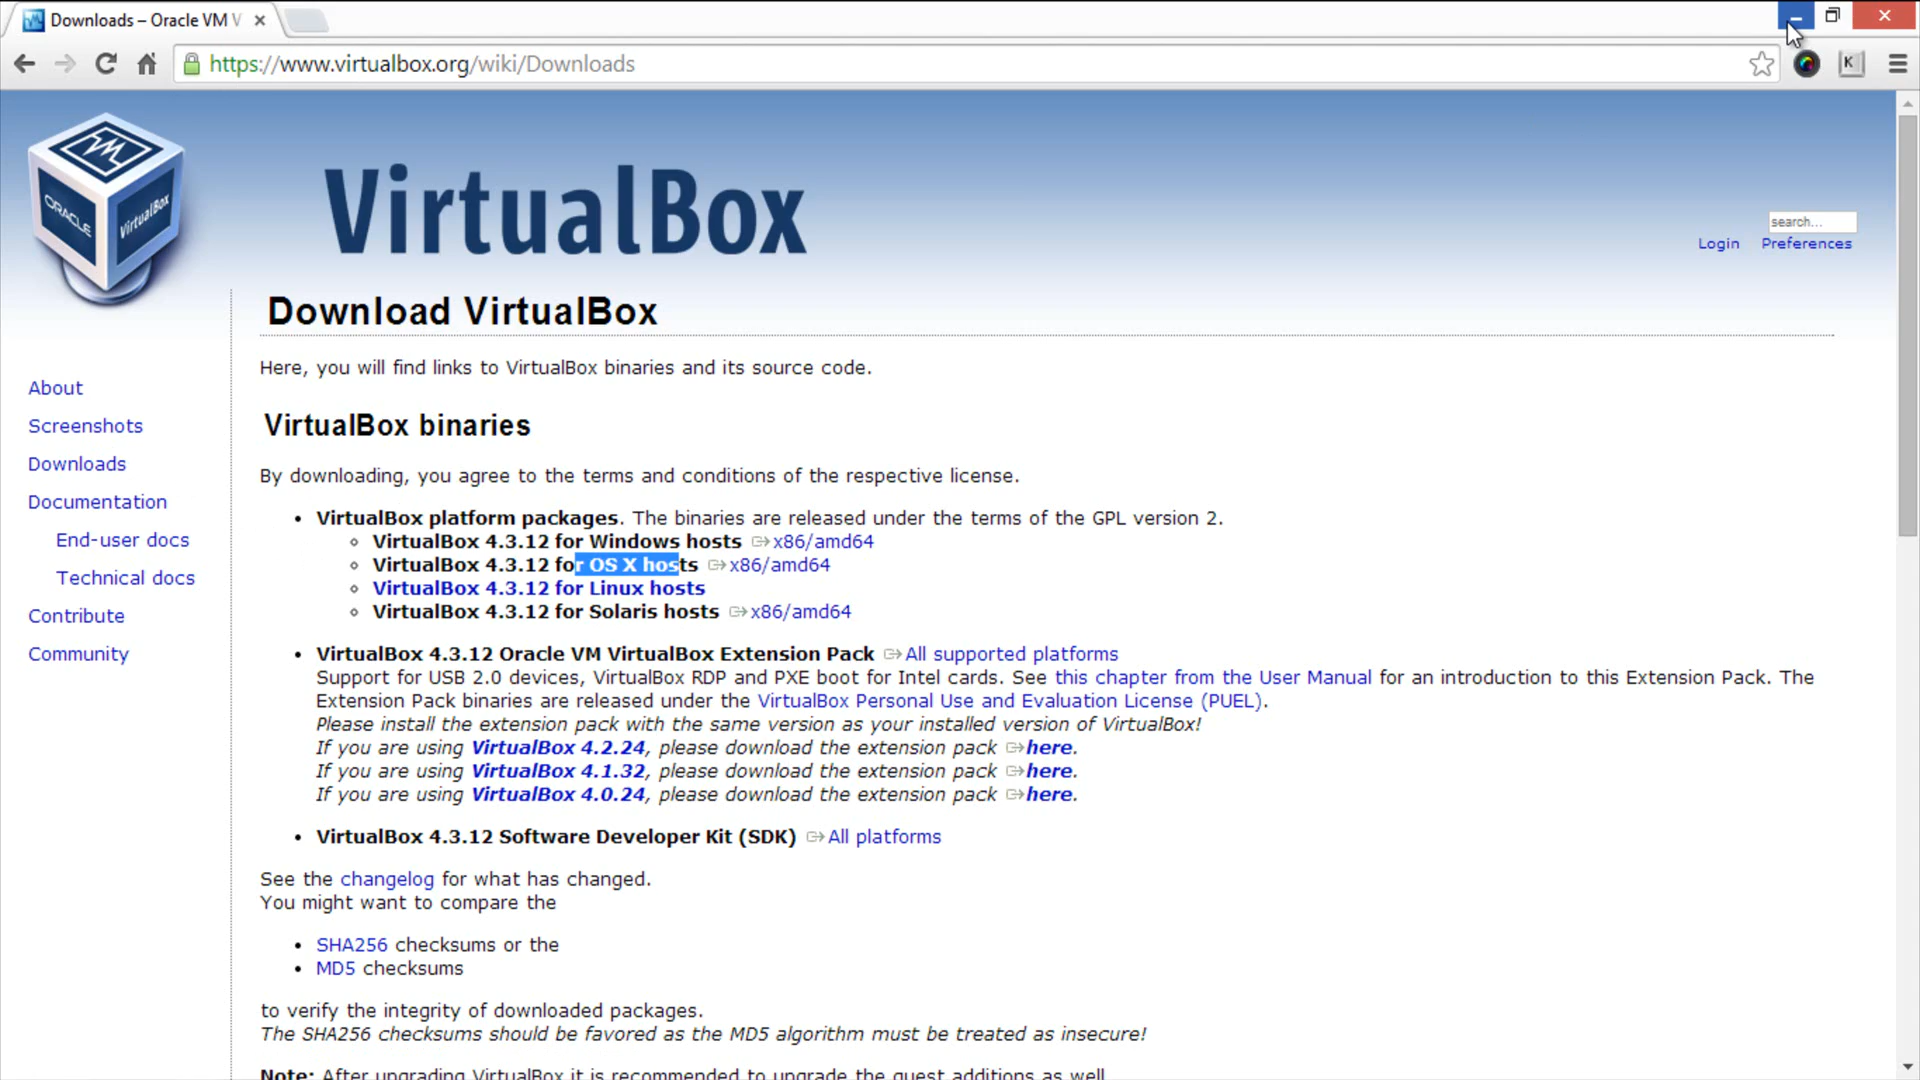 Downloads – Oracle VM V
https://www.virtualbox.org/wiki/Downloads
K
ORACLE
VirtualBox
VirtualBox
search...
Login Preferences
Download VirtualBox
Here, you will find links to VirtualBox binaries and its source code.
About
Screenshots
Downloads
Documentation
End-user docs
Technical docs
Contribute
Community
VirtualBox binaries
By downloading, you agree to the terms and conditions of the respective license.
• VirtualBox platform packages. The binaries are released under the terms of the GPL version 2.
VirtualBox 4.3.12 for Windows hosts x86/amd64
VirtualBox 4.3.12 for OS X hosts x86/amd64
VirtualBox 4.3.12 for Linux hosts
VirtualBox 4.3.12 for Solaris hosts x86/amd64
• VirtualBox 4.3.12 Oracle VM VirtualBox Extension Pack All supported platforms
Support for USB 2.0 devices, VirtualBox RDP and PXE boot for Intel cards. See this chapter from the User Manual for an introduction to this Extension Pack. The
Extension Pack binaries are released under the VirtualBox Personal Use and Evaluation License (PUEL).
Please install the extension pack with the same version as your installed version of VirtualBox!
If you are using VirtualBox 4.2.24, please download the extension pack here.
If you are using VirtualBox 4.1.32, please download the extension pack here.
If you are using VirtualBox 4.0.24, please download the extension pack here.
• VirtualBox 4.3.12 Software Developer Kit (SDK) All platforms
See the changelog for what has changed.
You might want to compare the
• SHA256 checksums or the
• MD5 checksums
to verify the integrity of downloaded packages.
The SHA256 checksums should be favored as the MD5 algorithm must be treated as insecure!
Note: After upgrading VirtualBox it is recommended to upgrade the guest additions as well.